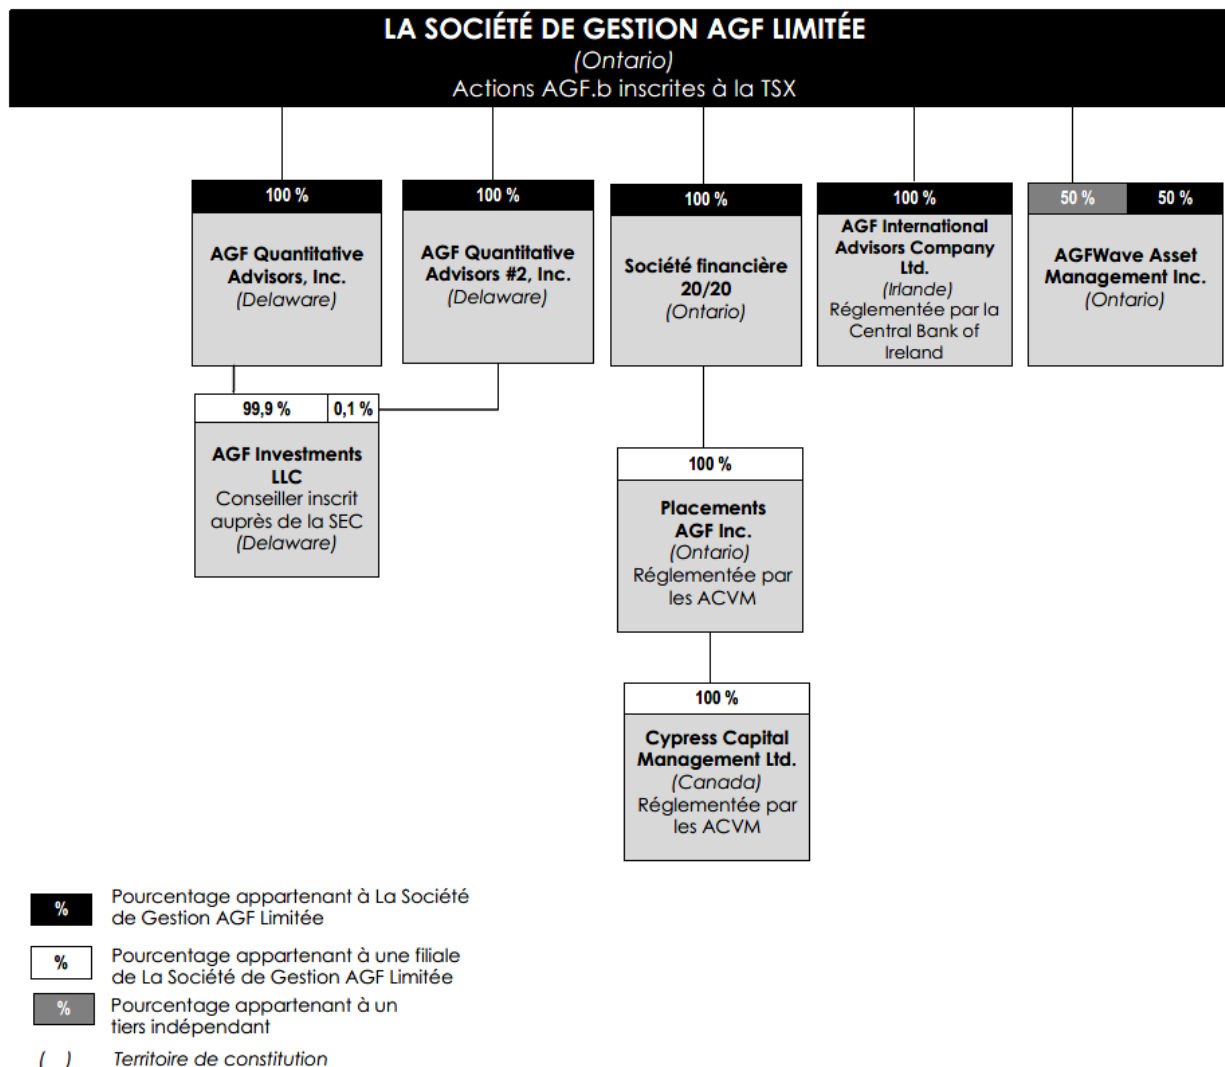 LA SOCIÉTÉ DE GESTION AGF LIMITÉE
(Ontario)
Actions AGF.b inscrites à la TSX
100 %
AGF Quantitative
Advisors, Inc.
(Delaware)
100 %
AGF Quantitative
Advisors #2, Inc.
(Delaware)
100 %
Société financière
20/20
(Ontario)
100 %
AGF International
Advisors Company
Ltd.
(Irlande)
Réglementée par la
Central Bank of
Ireland
50 % 50 %
AGFWave Asset
Management Inc.
(Ontario)
99,9 % 0,1 %
AGF Investments
LLC
Conseiller inscrit
auprès de la SEC
(Delaware)
100 %
Placements
AGF Inc.
(Ontario)
Réglementée par
les ACVM
100 %
Cypress Capital
Management Ltd.
(Canada)
Réglementée par
les ACVM
% Pourcentage appartenant à La Société
de Gestion AGF Limitée
% Pourcentage appartenant à une filiale
de La Société de Gestion AGF Limitée
% Pourcentage appartenant à un
tiers indépendant
( ) Territoire de constitution